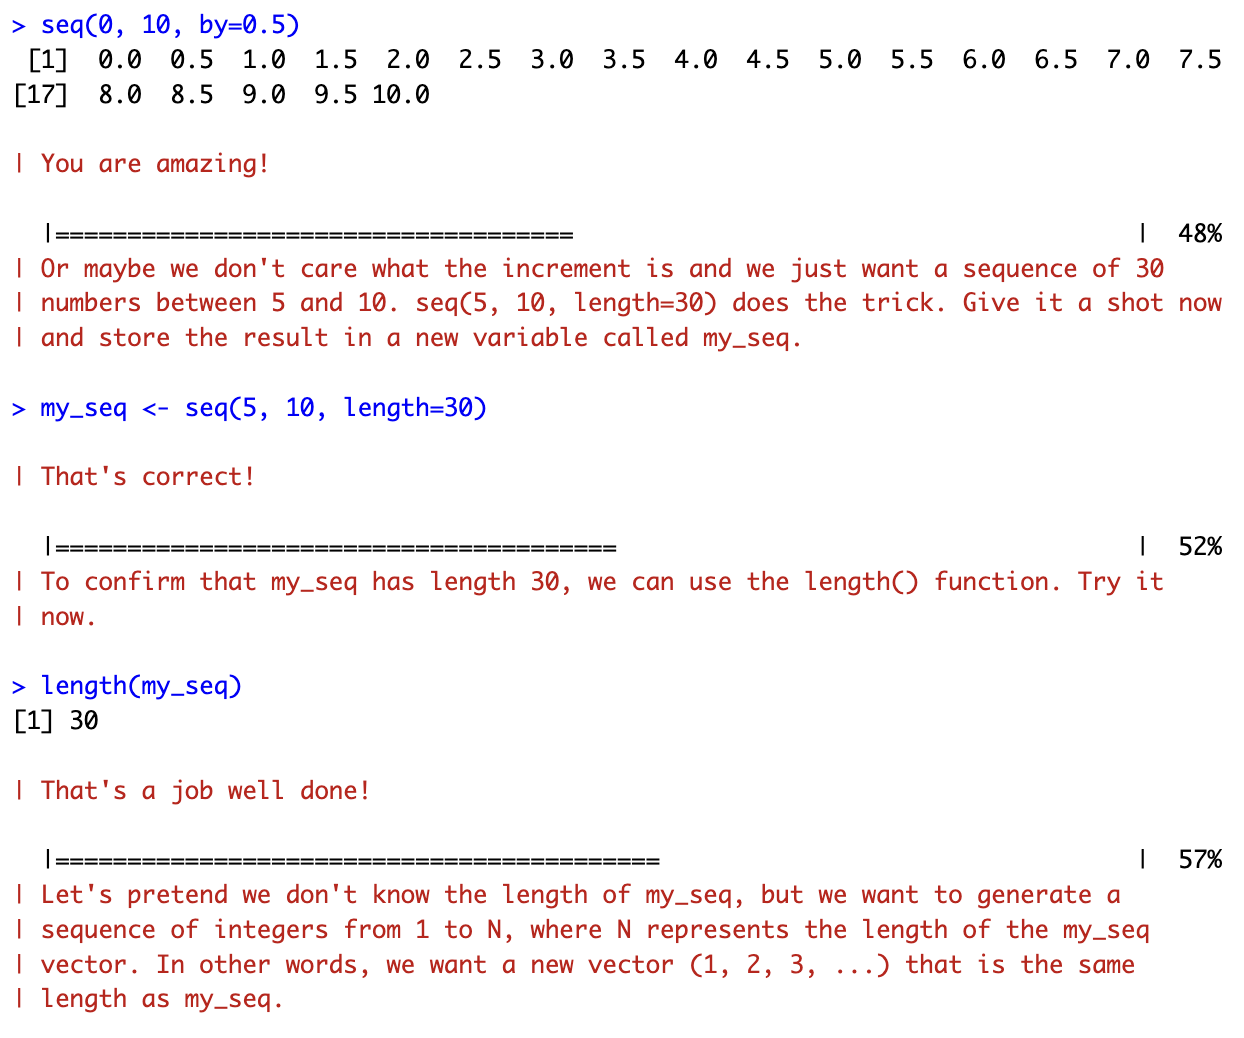 > seq(0, 10, by=0.5)
 [1]  0.0  0.5  1.0  1.5  2.0  2.5  3.0  3.5  4.0  4.5  5.0  5.5  6.0  6.5  7.0  7.5
[17]  8.0  8.5  9.0  9.5 10.0
| You are amazing!
  |====================================                                       |  48%
| Or maybe we don't care what the increment is and we just want a sequence of 30
| numbers between 5 and 10. seq(5, 10, length=30) does the trick. Give it a shot now
| and store the result in a new variable called my_seq.
> my_seq <- seq(5, 10, length=30)
| That's correct!
  |=======================================                                    |  52%
| To confirm that my_seq has length 30, we can use the length() function. Try it
| now.
> length(my_seq)
[1] 30
| That's a job well done!
  |==========================================                                 |  57%
| Let's pretend we don't know the length of my_seq, but we want to generate a
| sequence of integers from 1 to N, where N represents the length of the my_seq
| vector. In other words, we want a new vector (1, 2, 3, ...) that is the same
| length as my_seq.